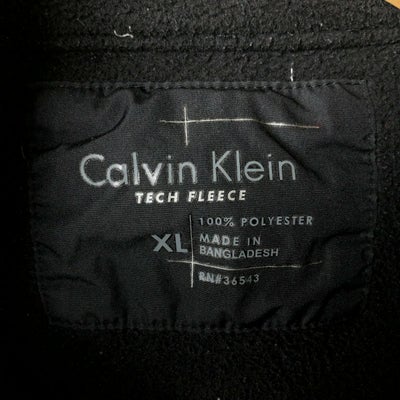 Calvin Klein
TECH FLEECE
100% POLYESTER
XL
MADE IN
BANGLADESH
RN#36543